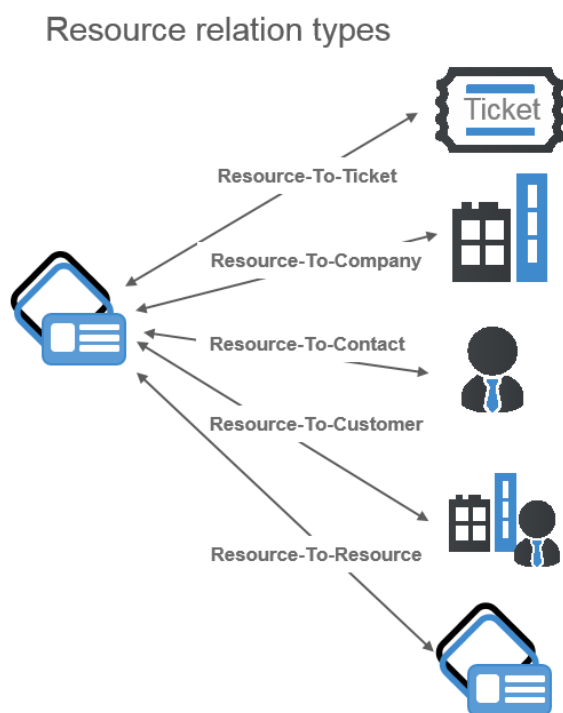 Resource relation types
Ticket
Resource-To-Ticket
Resource-To-Company
Resource-To-Contact
Resource-To-Customer
Resource-To-Resource